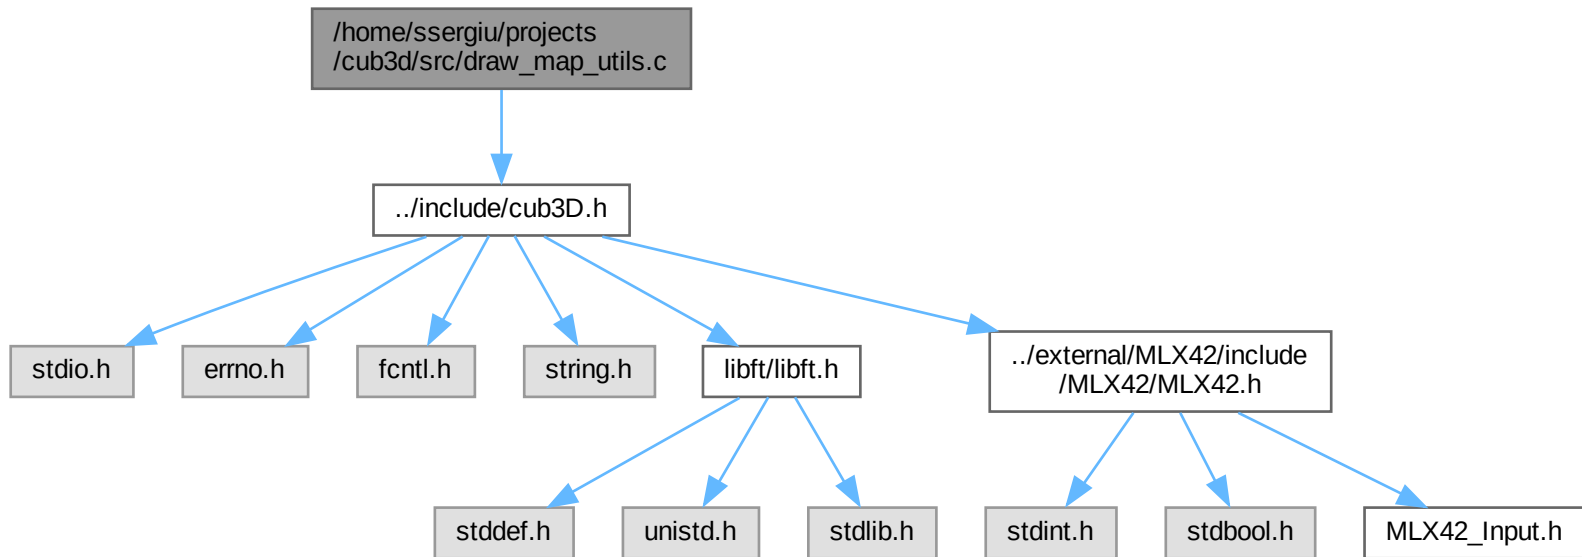 /home/ssergiu/projects
/cub3d/src/draw_map_utils.c
../include/cub3D.h
stdio.h
errno.h
fcntl.h
string.h
libft/libft.h
../external/MLX42/include
/MLX42/MLX42.h
stddef.h
unistd.h
stdlib.h
stdint.h
stdbool.h
MLX42_Input.h